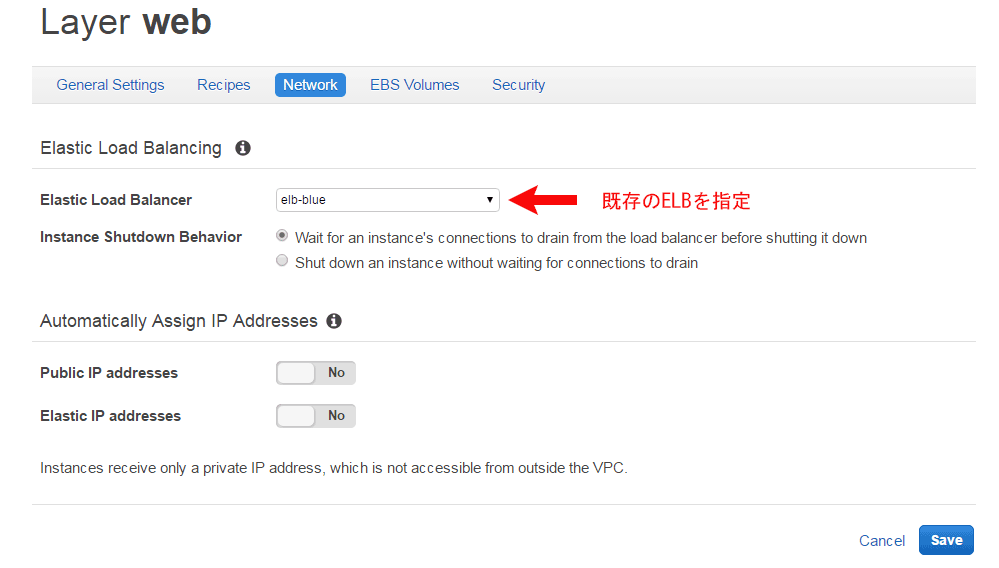 Layer web
General Settings Recipes Network EBS Volumes Security
Elastic Load Balancing
Elastic Load Balancer elb-blue 既存のELBを指定
Instance Shutdown Behavior Wait for an instance's connections to drain from the load balancer before shutting it down
Shut down an instance without waiting for connections to drain
Automatically Assign IP Addresses
Public IP addresses No
Elastic IP addresses No
Instances receive only a private IP address, which is not accessible from outside the VPC.
Cancel Save